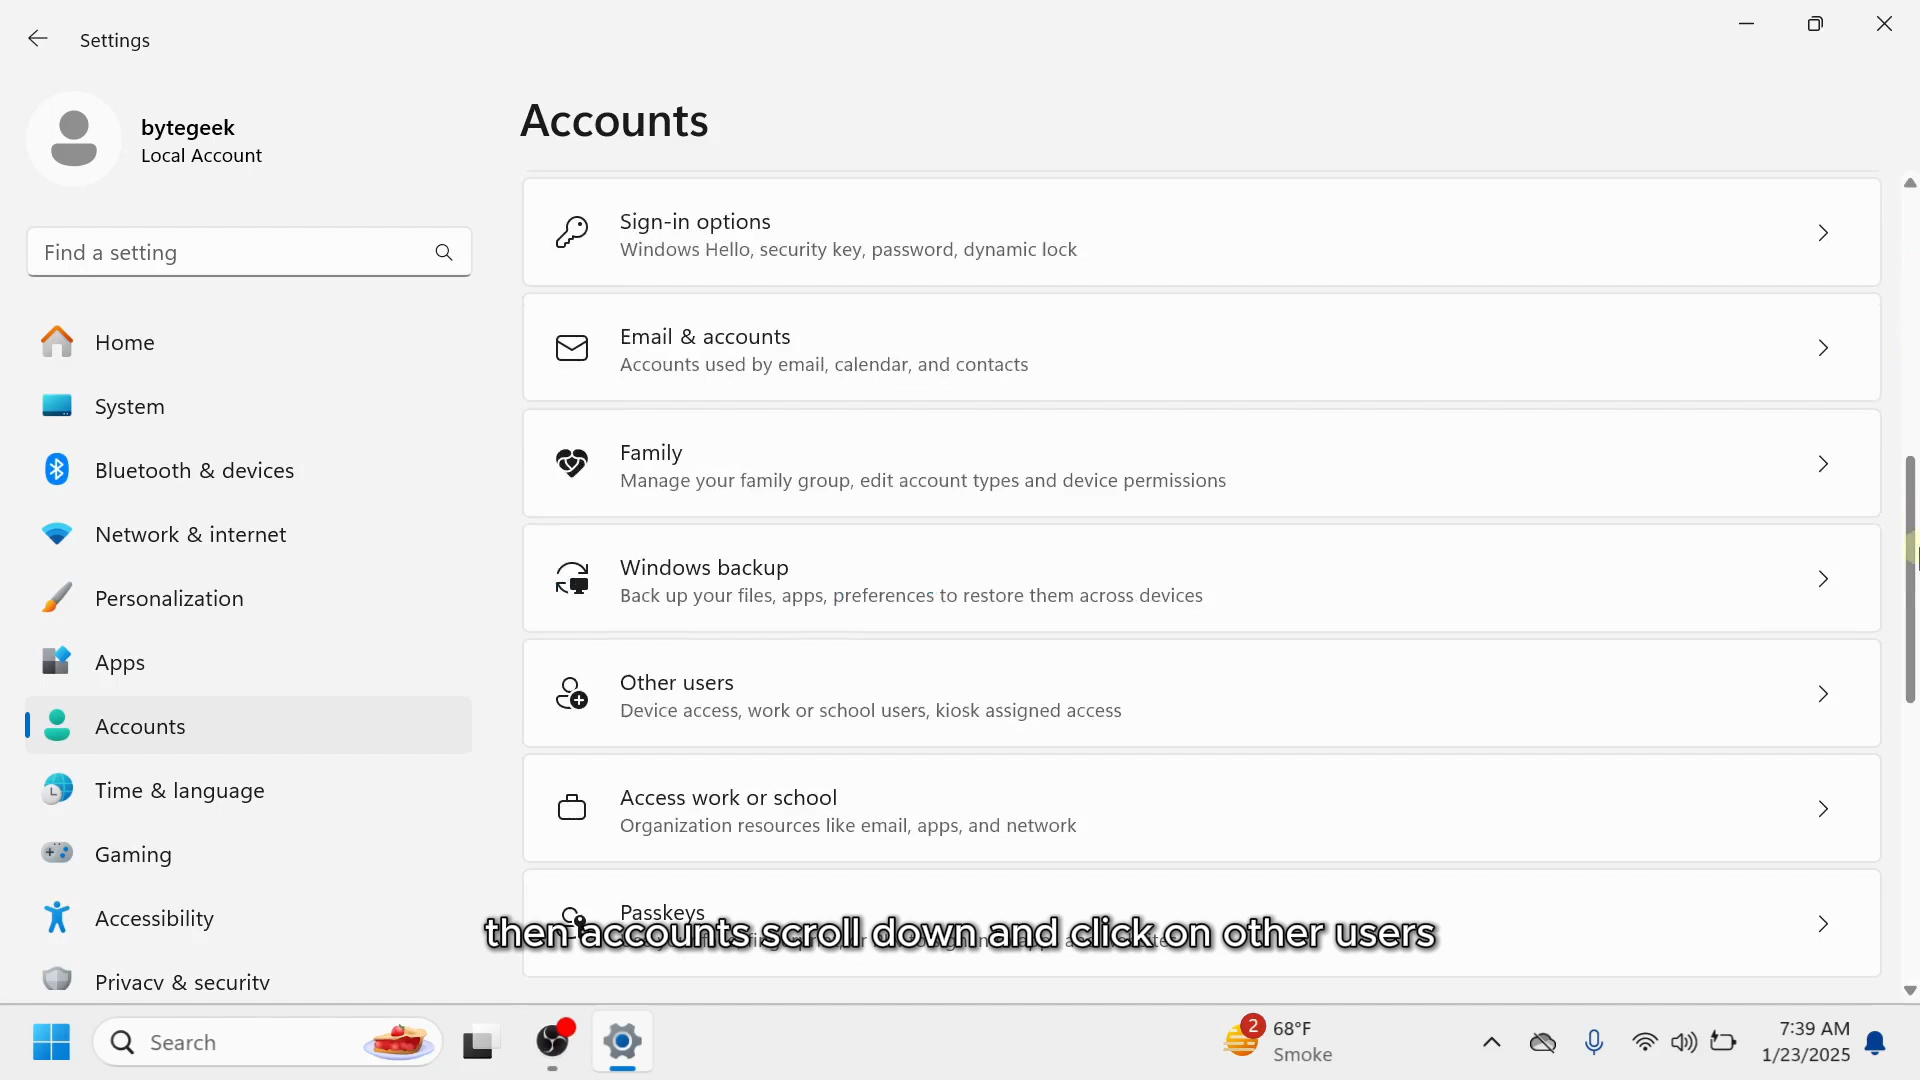 Settings
bytegeek
Local Account
Find a setting
Home
System
Bluetooth & devices
Network & internet
Personalization
Apps
Accounts
Time & language
Gaming
Accessibility
Privacy & security
Accounts
Sign-in options
Windows Hello, security key, password, dynamic lock
Email & accounts
Accounts used by email, calendar, and contacts
Family
Manage your family group, edit account types and device permissions
Windows backup
Back up your files, apps, preferences to restore them across devices
Other users
Device access, work or school users, kiosk assigned access
Access work or school
Organization resources like email, apps, and network
Passkeys
then accounts scroll down and click on other users
Search
2
68°F
Smoke
7:39 AM
1/23/2025